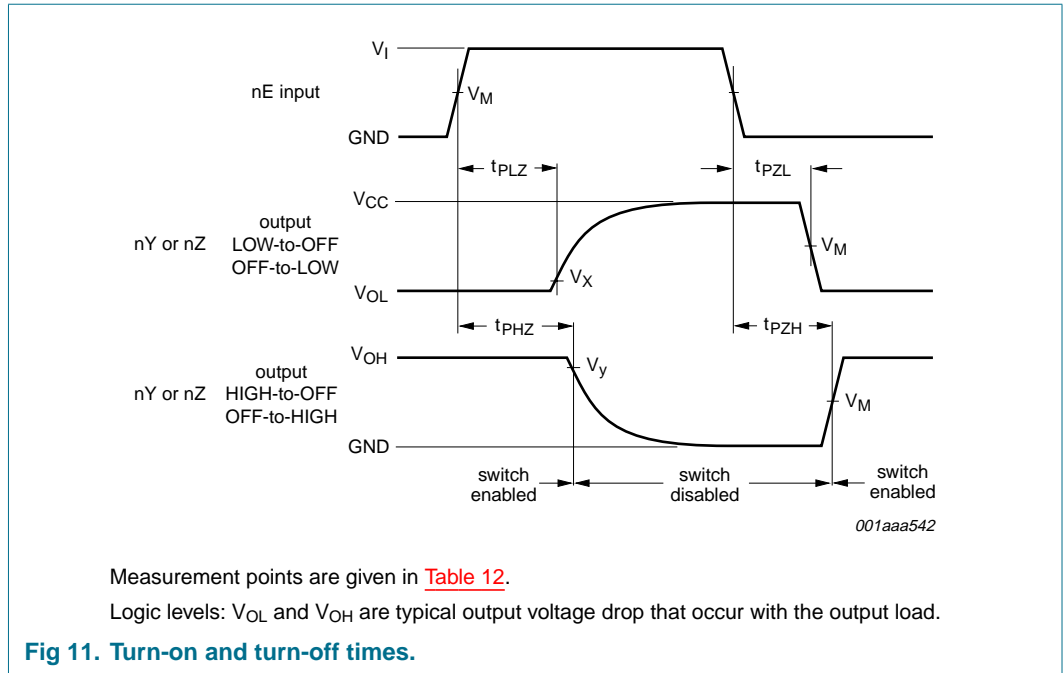 V_I
nE input
V_M
GND
t_PLZ
t_PZL
V_CC
output
nY or nZ LOW-to-OFF
OFF-to-LOW
V_M
V_X
V_OL
t_PHZ
t_PZH
V_OH
output
nY or nZ HIGH-to-OFF
OFF-to-HIGH
V_y
V_M
GND
switch
enabled
switch
disabled
switch
enabled
001aaa542
Measurement points are given in Table 12.
Logic levels: V_OL and V_OH are typical output voltage drop that occur with the output load.
Fig 11. Turn-on and turn-off times.